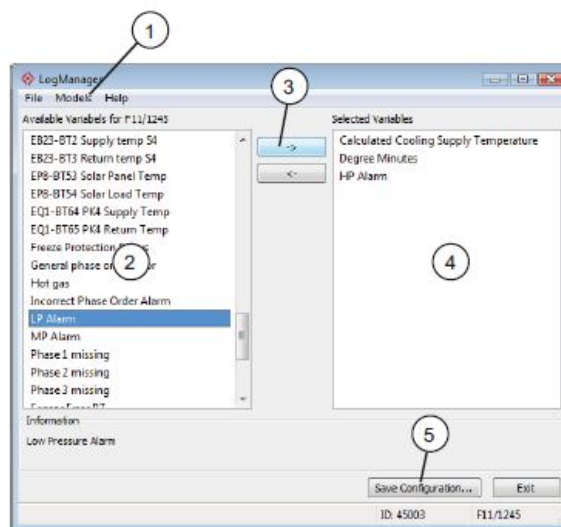 1
LogManager
File Models Help
3
Available Variabels for F11/1245
Selected Variables
EB23-BT2 Supply temp S4
EB23-BT3 Return temp S4
EP8-BT53 Solar Panel Temp
EP8-BT54 Solar Load Temp
EQ1-BT64 PK4 Supply Temp
EQ1-BT65 PK4 Return Temp
Freeze Protection
General phase
Hot gas
Incorrect Phase Order Alarm
LP Alarm
MP Alarm
Phase 1 missing
Phase 2 missing
Phase 3 missing
2
->
<-
Calculated Cooling Supply Temperature
Degree Minutes
HP Alarm
4
Information
Low Pressure Alarm
5
Save Configuration...
Exit
ID: 45003
F11/1245